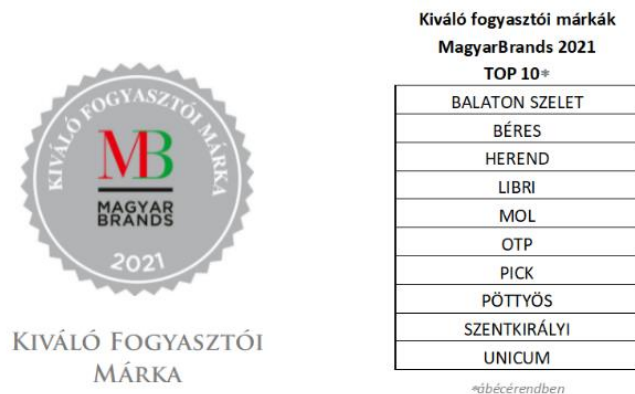 KIVÁLÓ FOGYASZTÓI MÁRKA
MB
MAGYAR
BRANDS
2021
KIVÁLÓ FOGYASZTÓI
MÁRKA
Kiváló fogyasztói márkák
MagyarBrands 2021
TOP 10*
BALATON SZELET
BÉRES
HEREND
LIBRI
MOL
OTP
PICK
PÖTTYÖS
SZENTKIRÁLYI
UNICUM
*ábécérendben